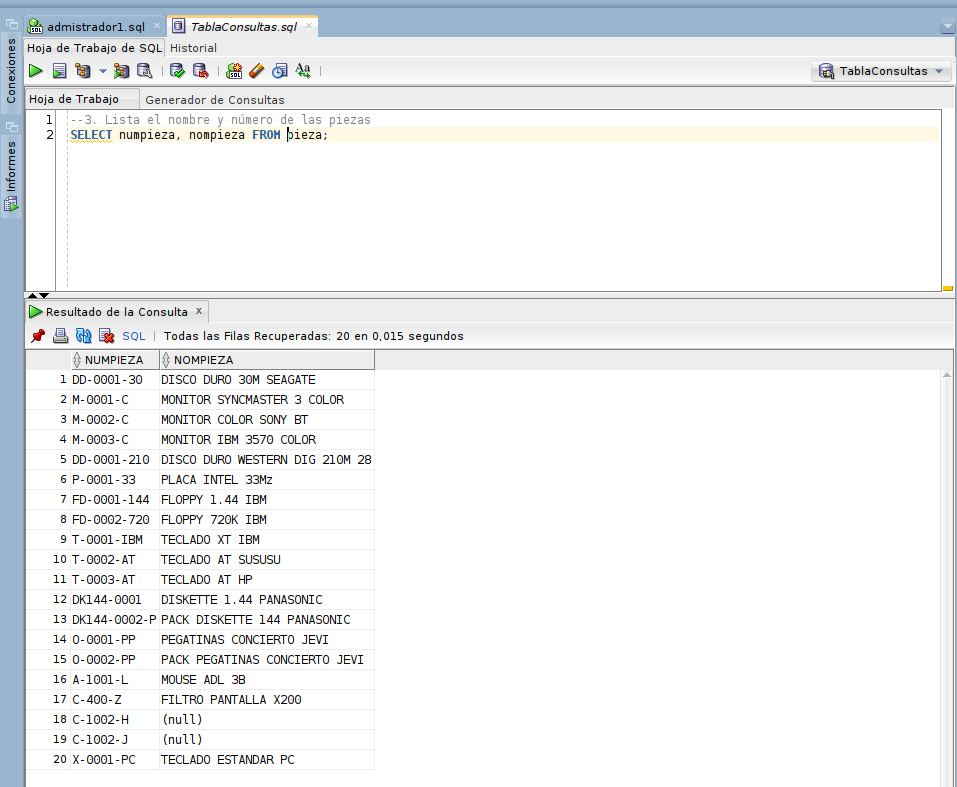 admistrador1.sql TablaConsultas.sql
Conexiones
Informes
Hoja de Trabajo de SQL Historial
SQL Aa TablaConsultas
Hoja de Trabajo Generador de Consultas
1 --3. Lista el nombre y número de las piezas
2 SELECT numpieza, nompieza FROM pieza;
Resultado de la Consulta x
SQL | Todas las Filas Recuperadas: 20 en 0,015 segundos
NUMPIEZA NOMPIEZA
1 DD-0001-30 DISCO DURO 30M SEAGATE
2 M-0001-C MONITOR SYNCMASTER 3 COLOR
3 M-0002-C MONITOR COLOR SONY BT
4 M-0003-C MONITOR IBM 3570 COLOR
5 DD-0001-210 DISCO DURO WESTERN DIG 210M 28
6 P-0001-33 PLACA INTEL 33Mz
7 FD-0001-144 FLOPPY 1.44 IBM
8 FD-0002-720 FLOPPY 720K IBM
9 T-0001-IBM TECLADO XT IBM
10 T-0002-AT TECLADO AT SUSUSU
11 T-0003-AT TECLADO AT HP
12 DK144-0001 DISKETTE 1.44 PANASONIC
13 DK144-0002-P PACK DISKETTE 144 PANASONIC
14 O-0001-PP PEGATINAS CONCIERTO JEVI
15 O-0002-PP PACK PEGATINAS CONCIERTO JEVI
16 A-1001-L MOUSE ADL 3B
17 C-400-Z FILTRO PANTALLA X200
18 C-1002-H (null)
19 C-1002-J (null)
20 X-0001-PC TECLADO ESTANDAR PC